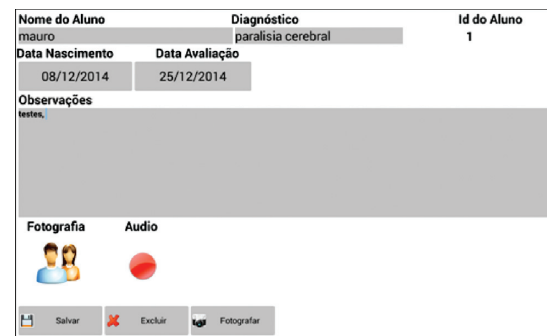 Nome do Aluno Diagnóstico Id do Aluno
mauro paralisia cerebral 1
Data Nascimento Data Avaliação
08/12/2014 25/12/2014
Observações
testes,
Fotografia Audio
Salvar Excluir Fotografar